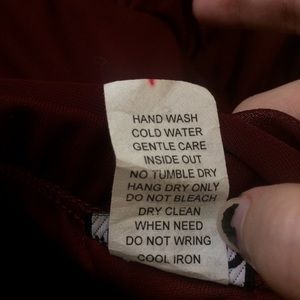 HAND WASH
COLD WATER
GENTLE CARE
INSIDE OUT
NO TUMBLE DRY
HANG DRY ONLY
DO NOT BLEACH
DRY CLEAN
WHEN NEED
DO NOT WRING
COOL IRON